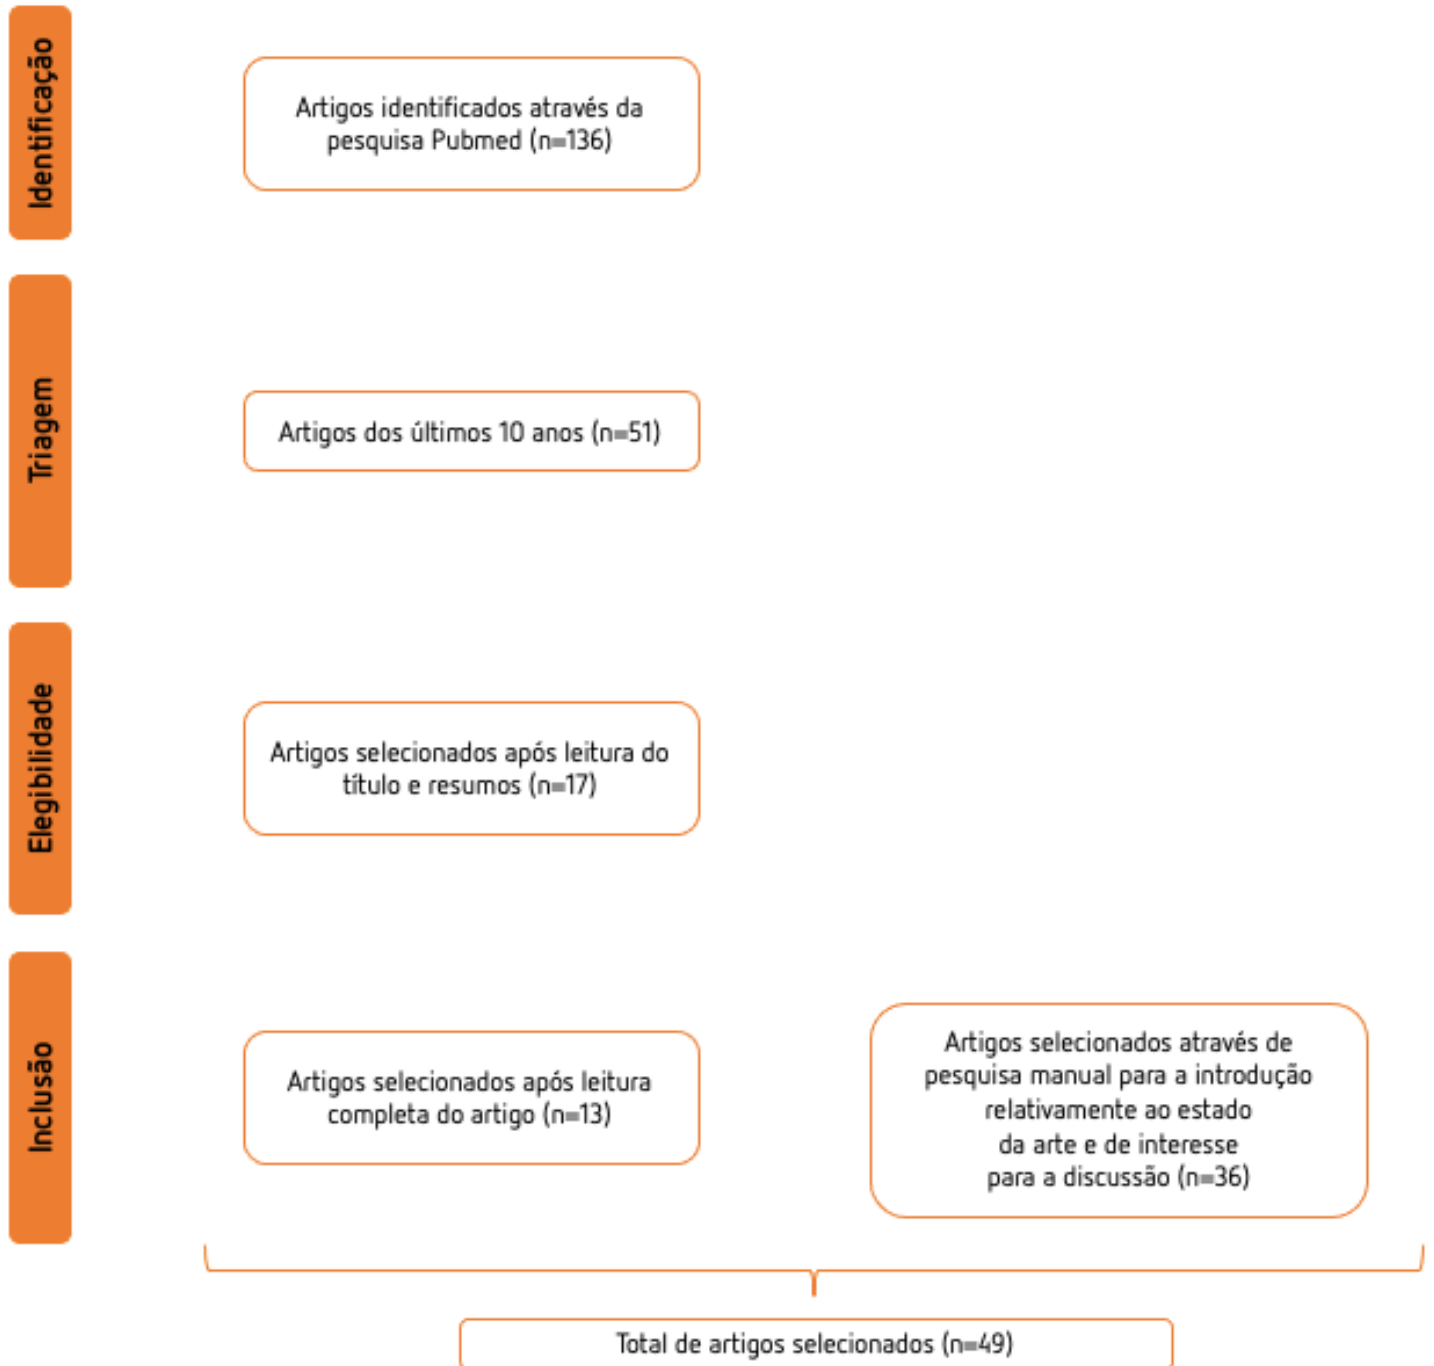 Identificação
Artigos identificados através da
pesquisa Pubmed (n=136)
Triagem
Artigos dos últimos 10 anos (n=51)
Elegibilidade
Artigos selecionados após leitura do
título e resumos (n=17)
Inclusão
Artigos selecionados após leitura
completa do artigo (n=13)
Artigos selecionados através de
pesquisa manual para a introdução
relativamente ao estado
da arte e de interesse
para a discussão (n=36)
Total de artigos selecionados (n=49)